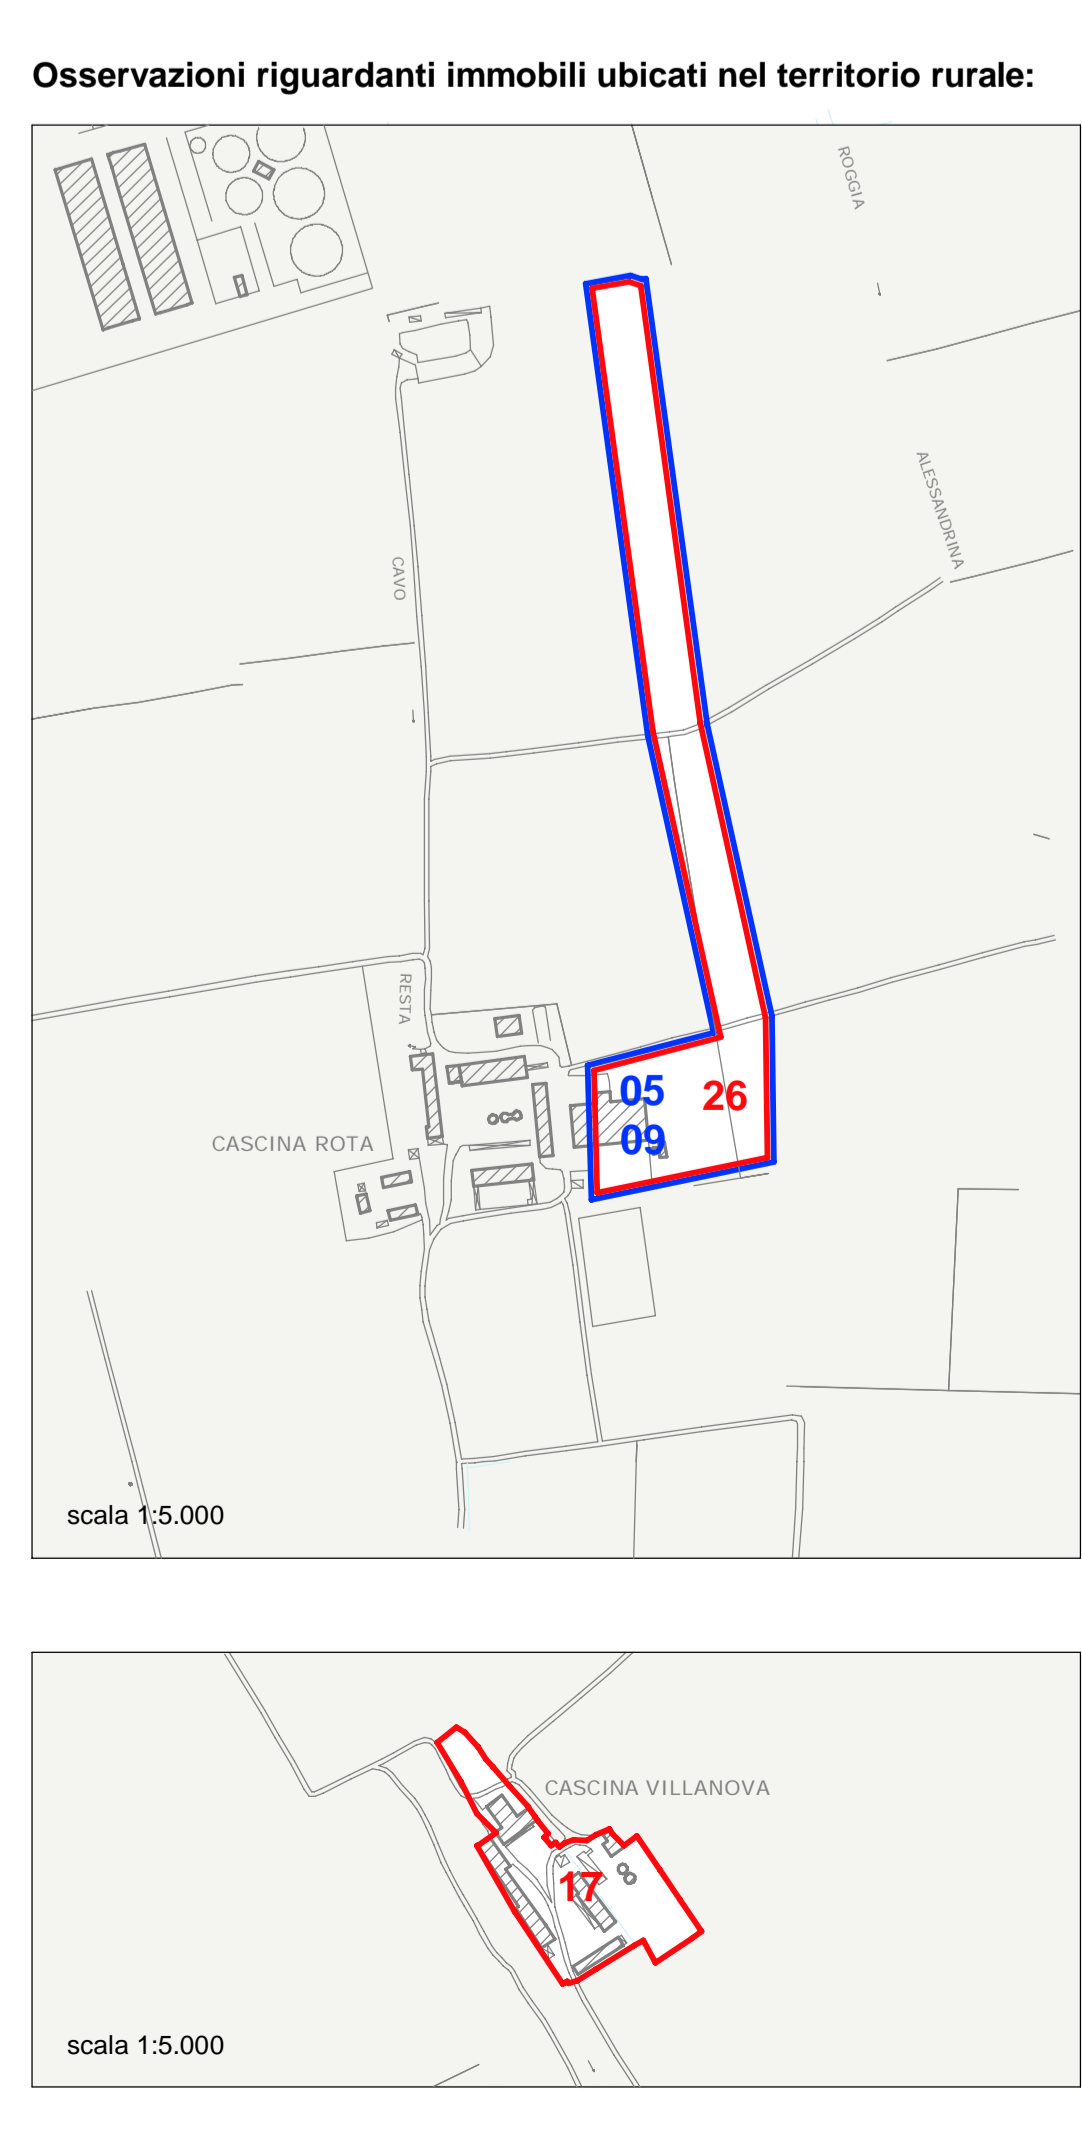 Osservazioni riguardanti immobili ubicati nel territorio rurale:
ROGGIA
ALESSANDRINA
CAVO
RESTA
05
26
09
CASCINA ROTA
scala 1:5.000
CASCINA VILLANOVA
17
scala 1:5.000